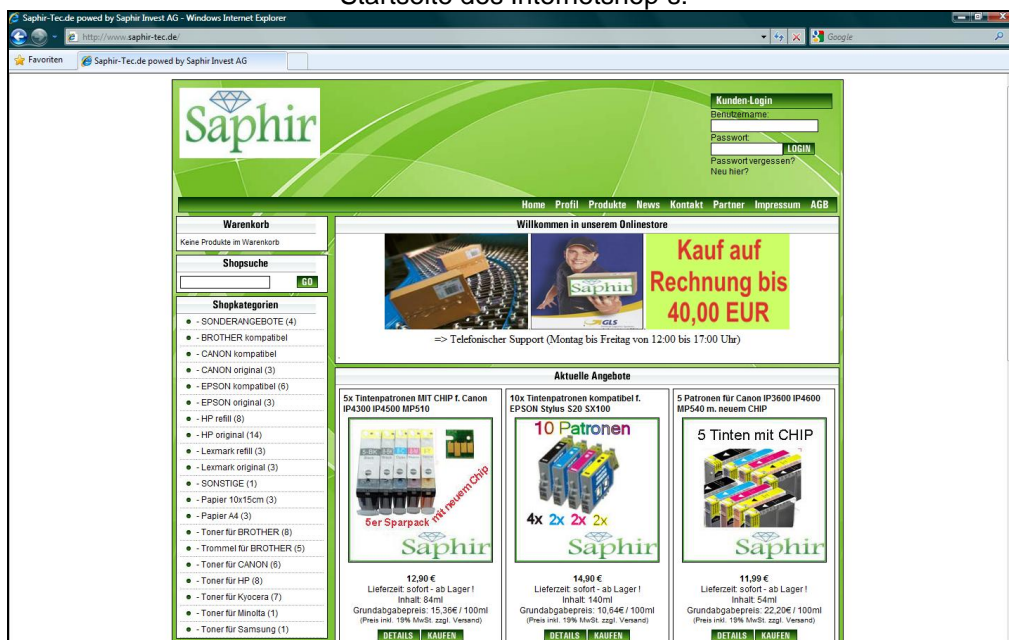 Startseite des Internetshop's:
Saphir-Tec.de powed by Saphir Invest AG - Windows Internet Explorer
http://www.saphir-tec.de/
Google
Favoriten
Saphir-Tec.de powed by Saphir Invest AG
Saphir
Kunden-Login
Benutzername:
Passwort:
LOGIN
Passwort vergessen?
Neu hier?
Home Profil Produkte News Kontakt Partner Impressum AGB
Warenkorb
Keine Produkte im Warenkorb
Shopsuche
GO
Shopkategorien
- SONDERANGEBOTE (4)
- BROTHER kompatibel
- CANON kompatibel
- CANON original (3)
- EPSON kompatibel (6)
- EPSON original (3)
- HP refill (8)
- HP original (14)
- Lexmark refill (3)
- Lexmark original (3)
- SONSTIGE (1)
- Papier 10x15cm (3)
- Papier A4 (3)
- Toner für BROTHER (8)
- Trommel für BROTHER (5)
- Toner für CANON (6)
- Toner für HP (8)
- Toner für Kyocera (7)
- Toner für Minolta (1)
- Toner für Samsung (1)
Willkommen in unserem Onlinestore
Saphir
GLS
Kauf auf
Rechnung bis
40,00 EUR
=> Telefonischer Support (Montag bis Freitag von 12:00 bis 17:00 Uhr)
Aktuelle Angebote
5x Tintenpatronen MIT CHIP f. Canon
IP4300 IP4500 MP510
5er Sparpack mit neuem Chip
Saphir
12,90 €
Lieferzeit: sofort - ab Lager !
Inhalt: 84ml
Grundabgabepreis: 15,36€ / 100ml
(Preis inkl. 19% MwSt. zzgl. Versand)
DETAILS KAUFEN
10x Tintenpatronen kompatibel f.
EPSON Stylus S20 SX100
10 Patronen
4x 2x 2x 2x
Saphir
14,90 €
Lieferzeit: sofort - ab Lager !
Inhalt: 140ml
Grundabgabepreis: 10,64€ / 100ml
(Preis inkl. 19% MwSt. zzgl. Versand)
DETAILS KAUFEN
5 Patronen für Canon IP3600 IP4600
MP540 m. neuem CHIP
5 Tinten mit CHIP
Saphir
11,99 €
Lieferzeit: sofort - ab Lager !
Inhalt: 54ml
Grundabgabepreis: 22,20€ / 100ml
(Preis inkl. 19% MwSt. zzgl. Versand)
DETAILS KAUFEN